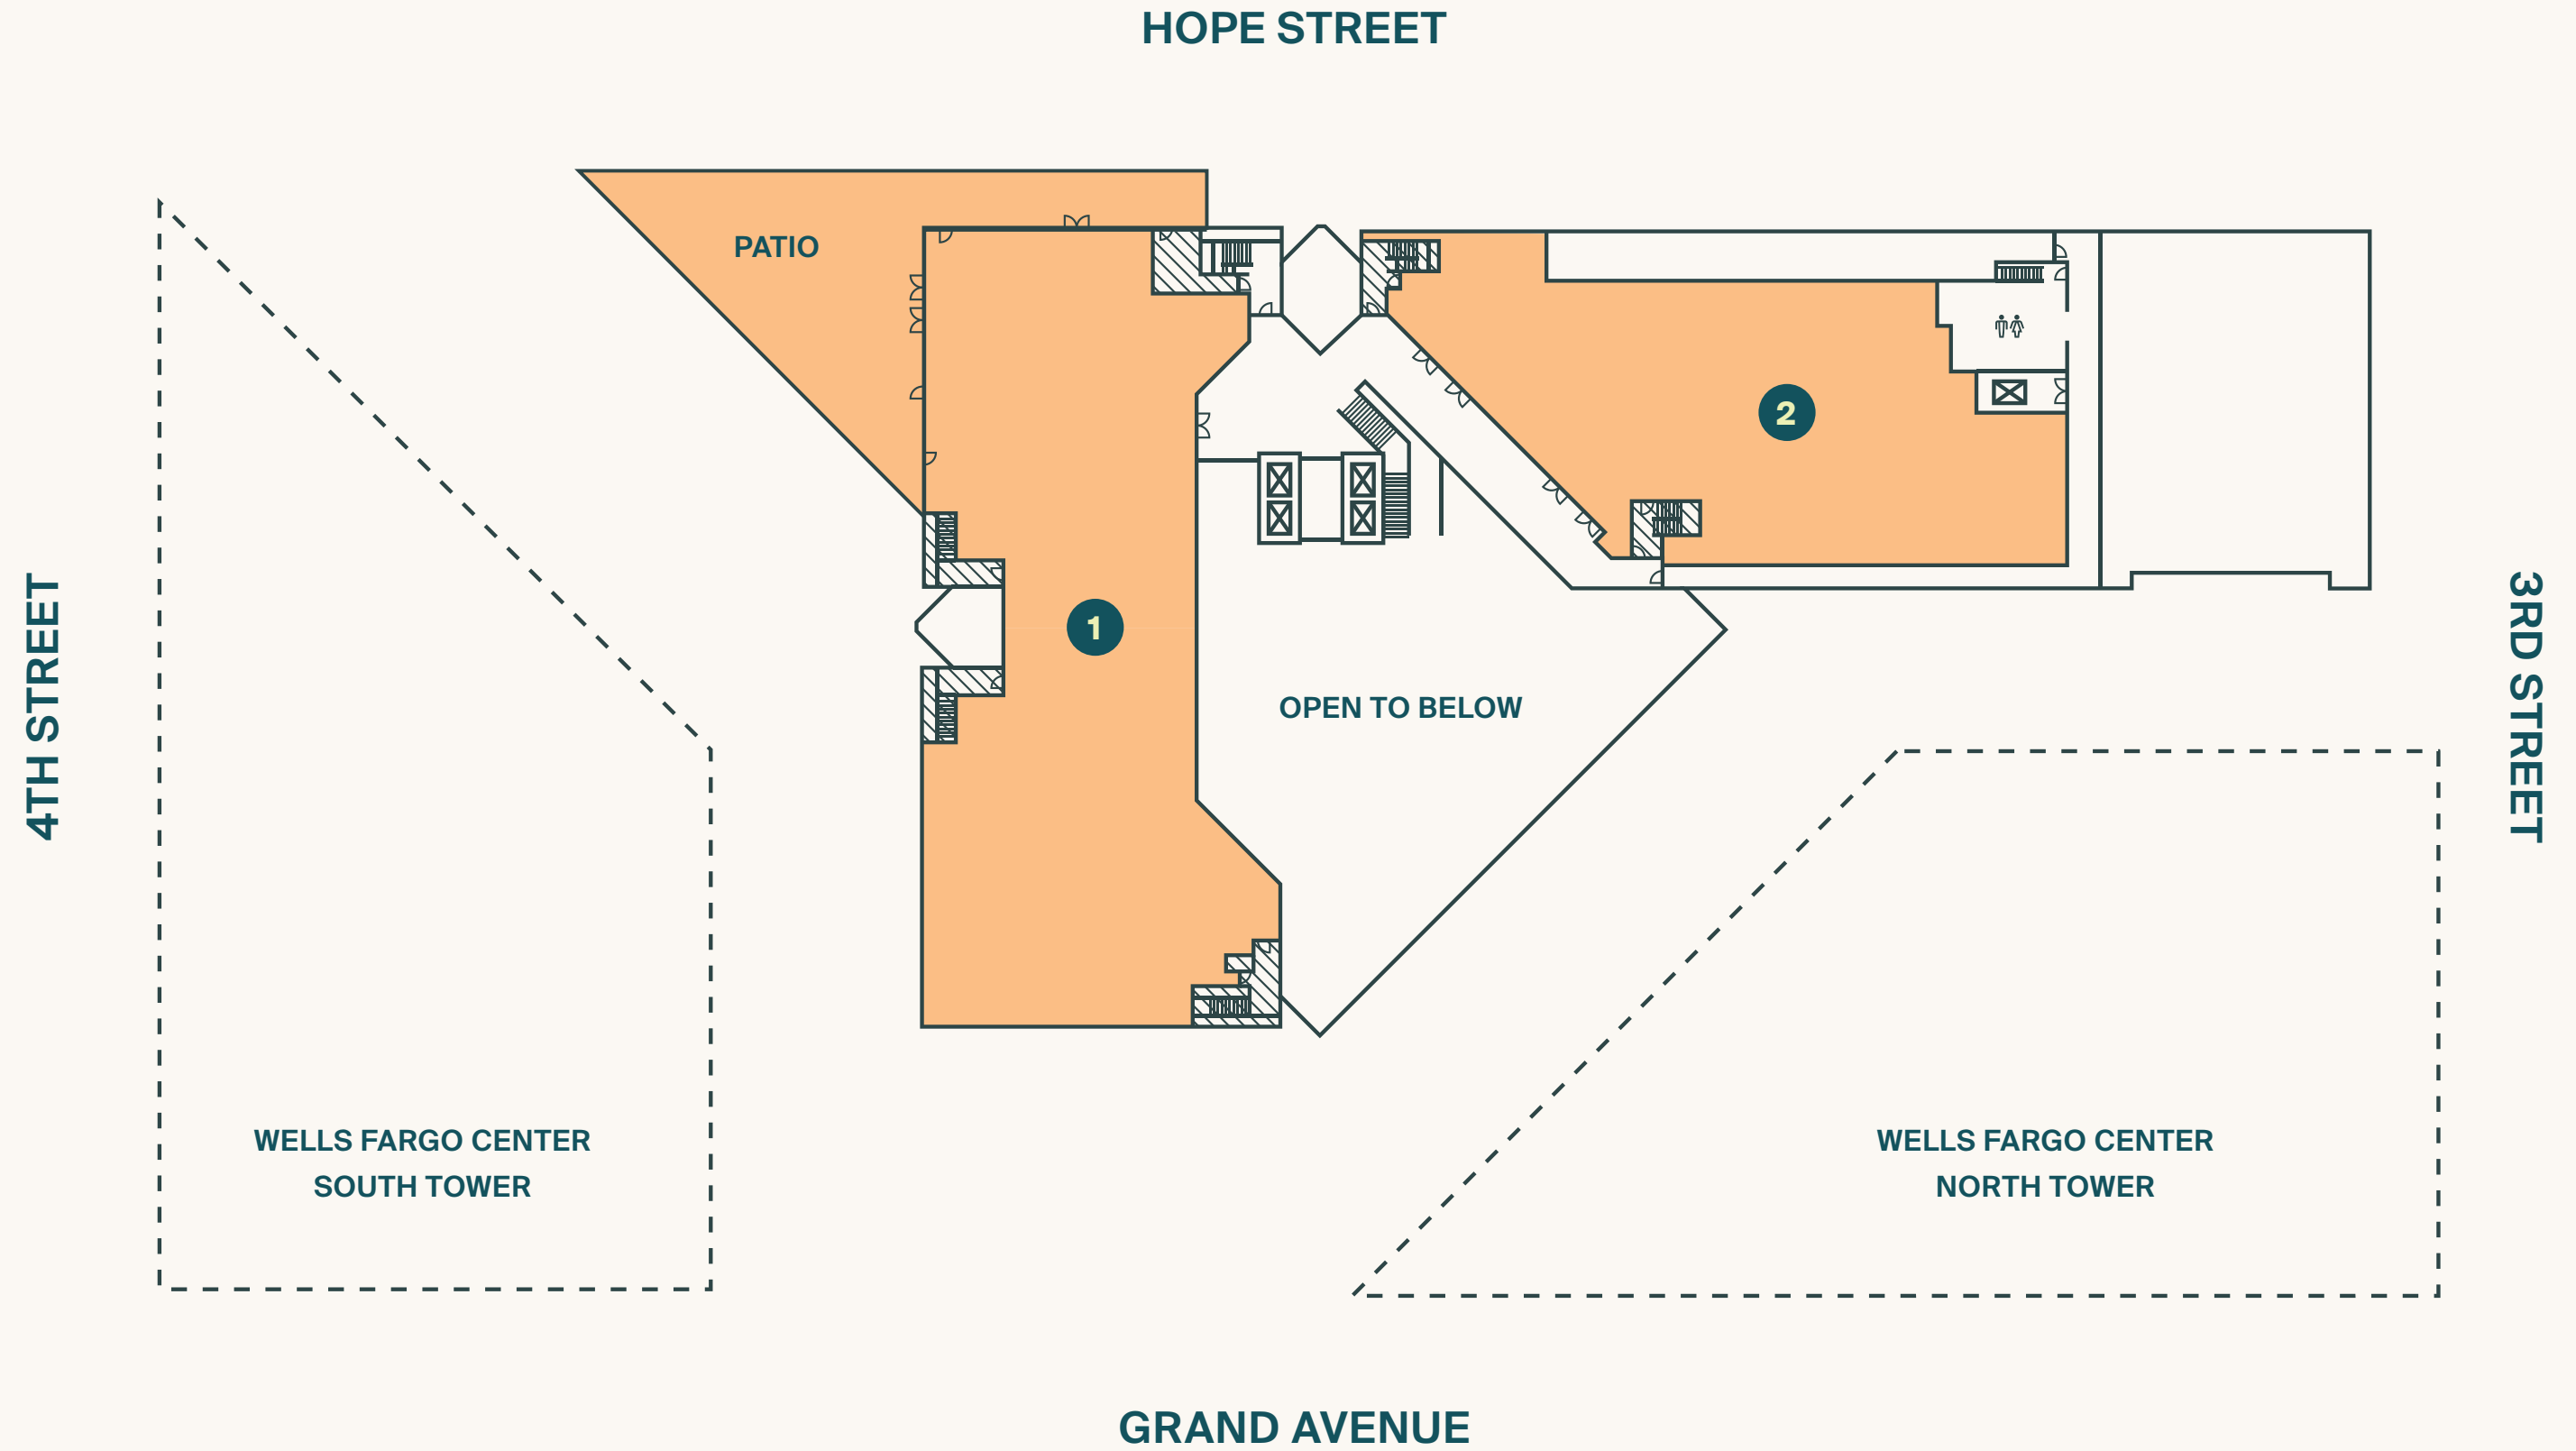 HOPE STREET
PATIO
2
1
4TH STREET
3RD STREET
OPEN TO BELOW
WELLS FARGO CENTER
SOUTH TOWER
WELLS FARGO CENTER
NORTH TOWER
GRAND AVENUE